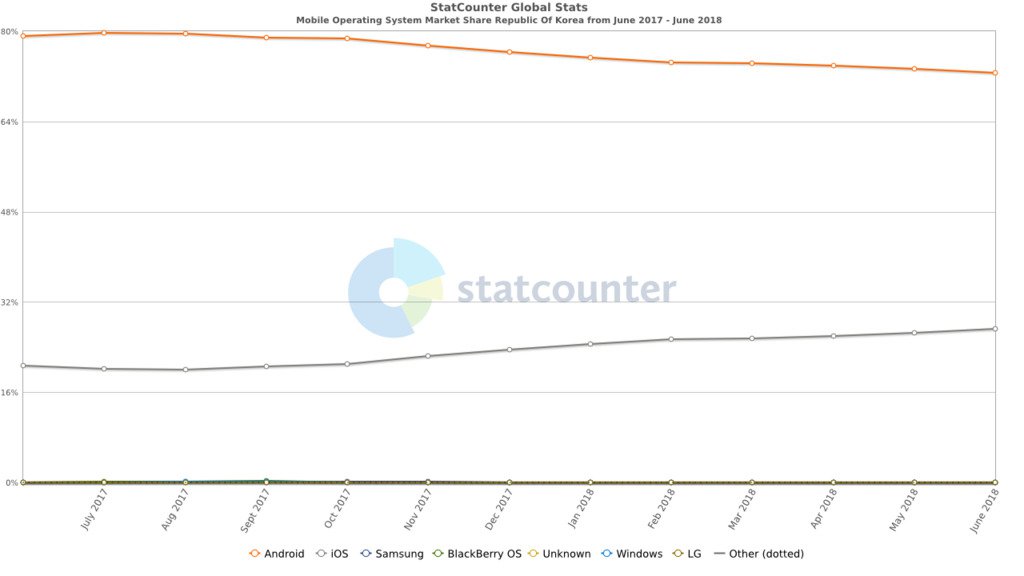 StatCounter Global Stats
Mobile Operating System Market Share Republic Of Korea from June 2017 - June 2018
80%
64%
48%
32%
16%
0%
statcounter
July 2017
Aug 2017
Sept 2017
Oct 2017
Nov 2017
Dec 2017
Jan 2018
Feb 2018
Mar 2018
Apr 2018
May 2018
June 2018
Android iOS Samsung BlackBerry OS Unknown Windows LG Other (dotted)